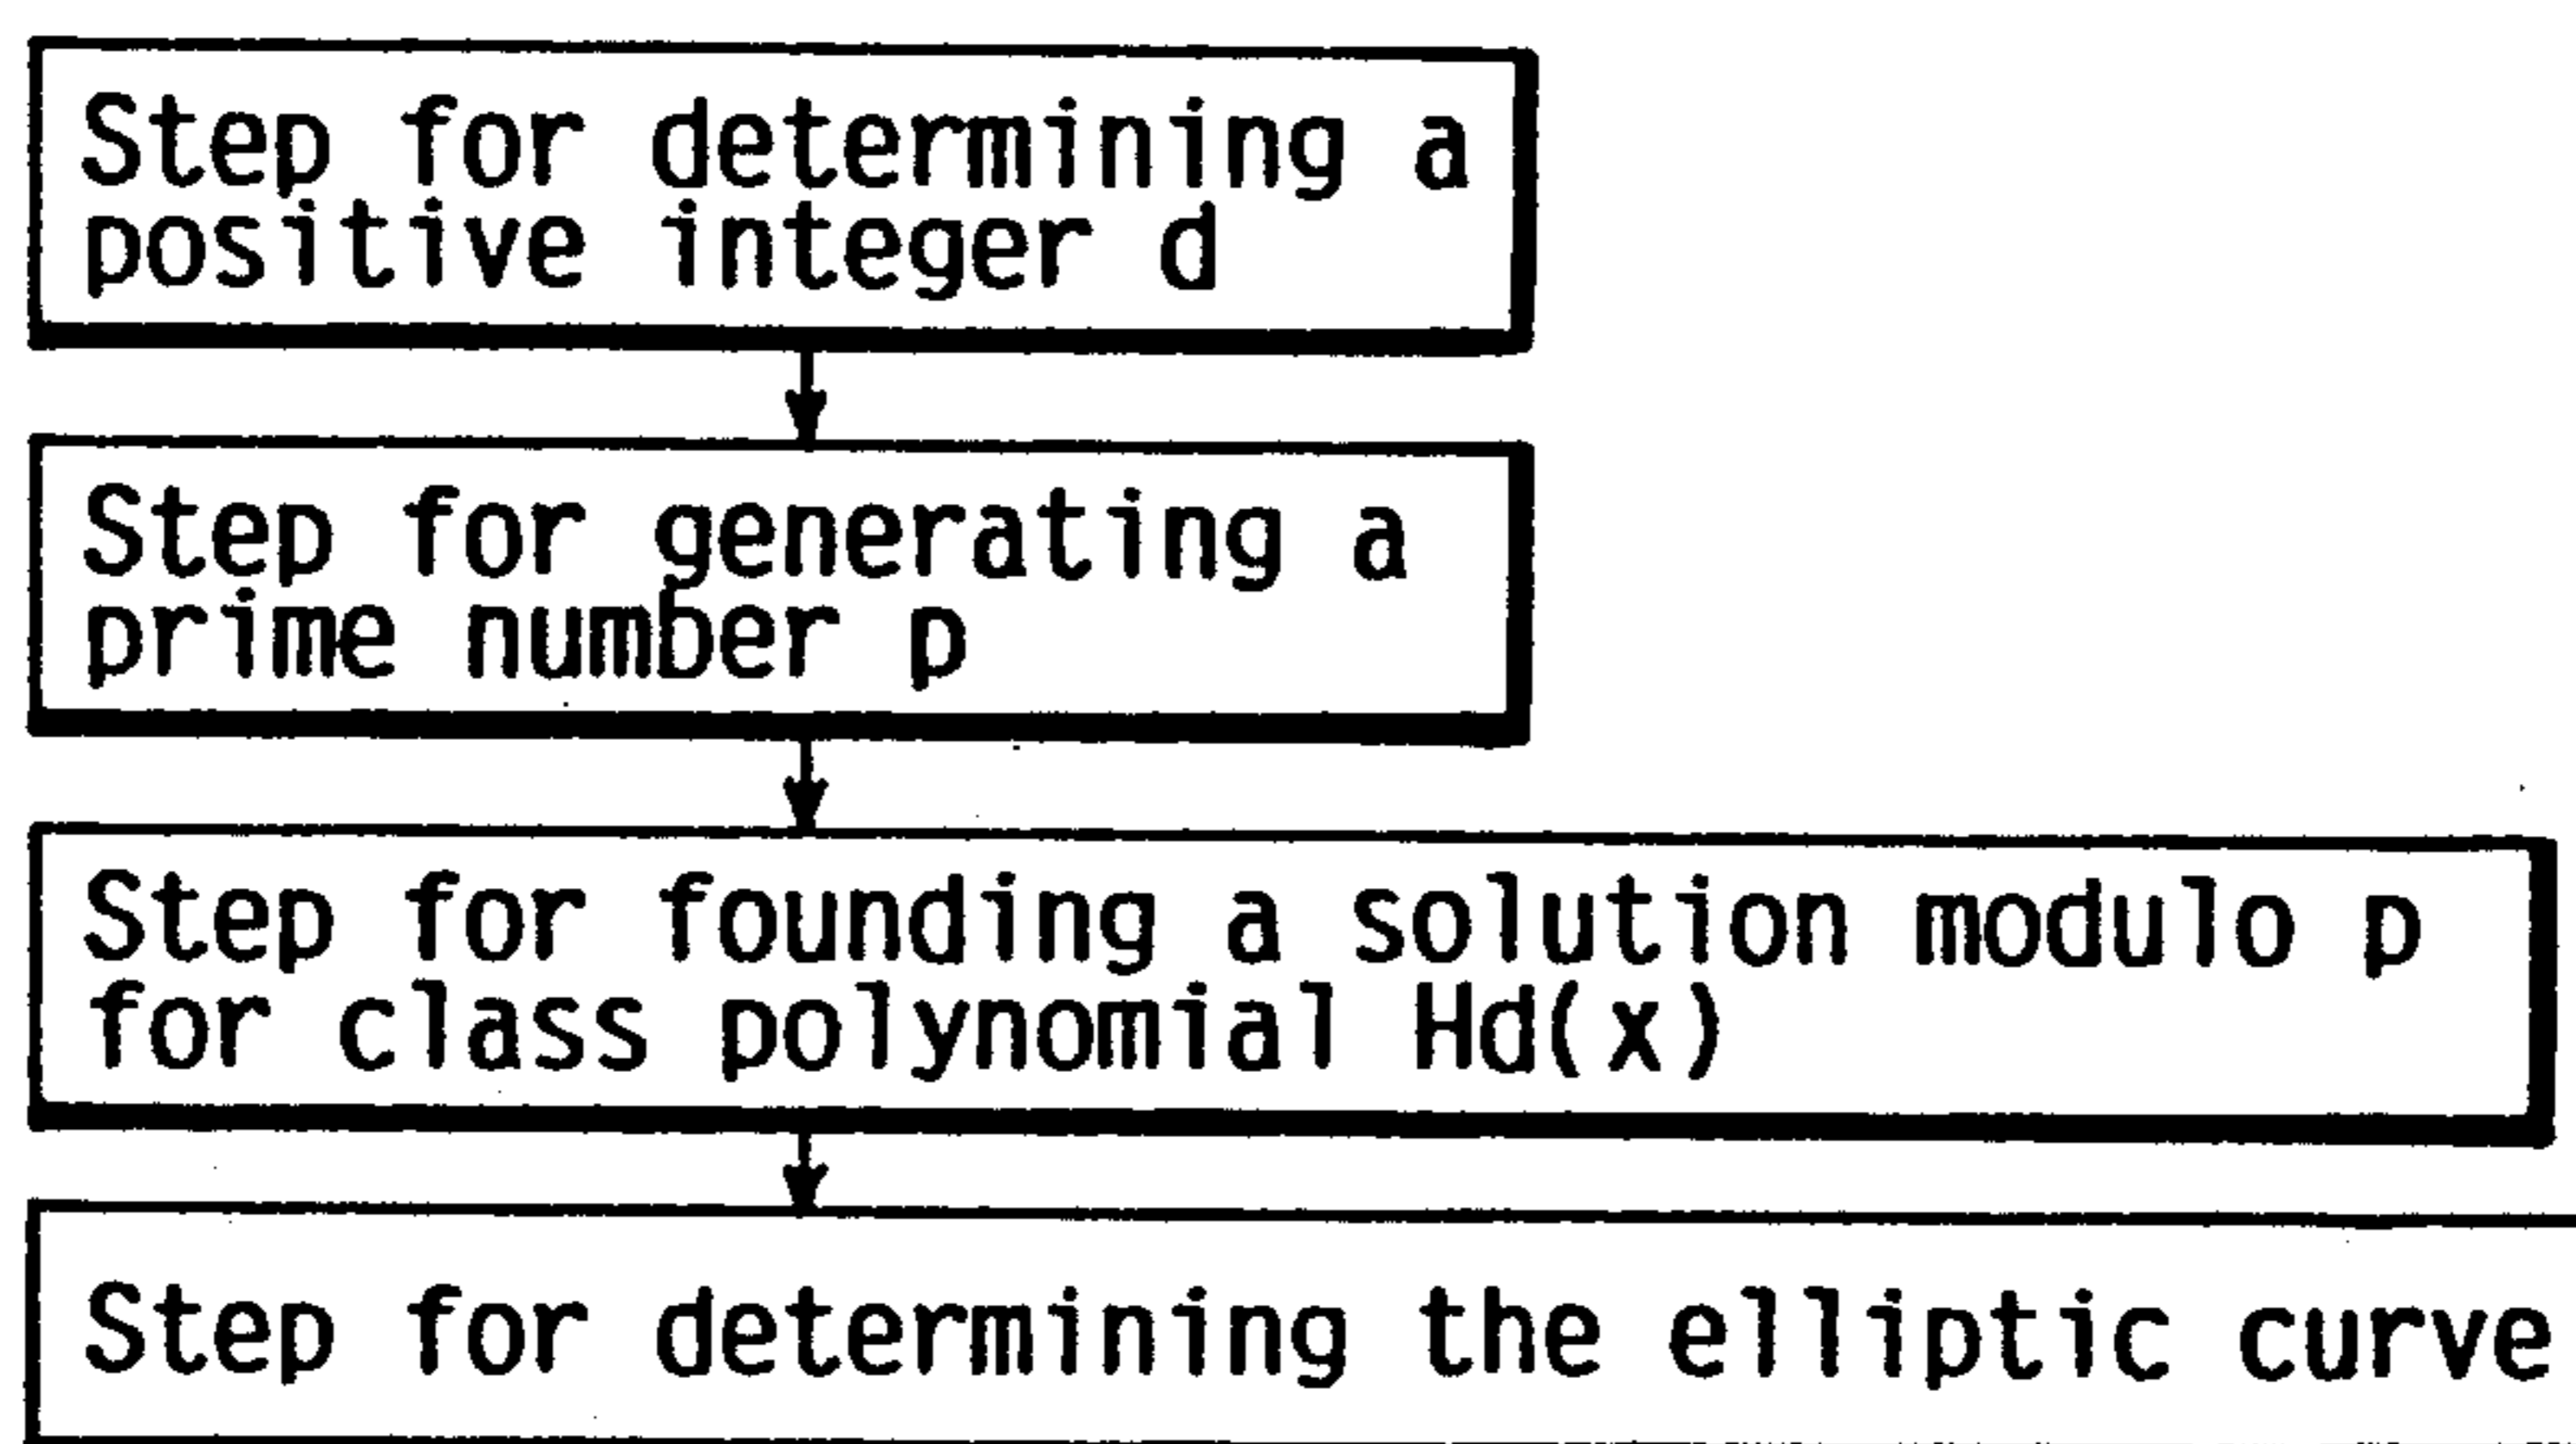 Step for determining a
positive integer d
Step for generating a
prime number p
Step for founding a solution modulo p
for class polynomial Hd(x)
Step for determining the elliptic curve